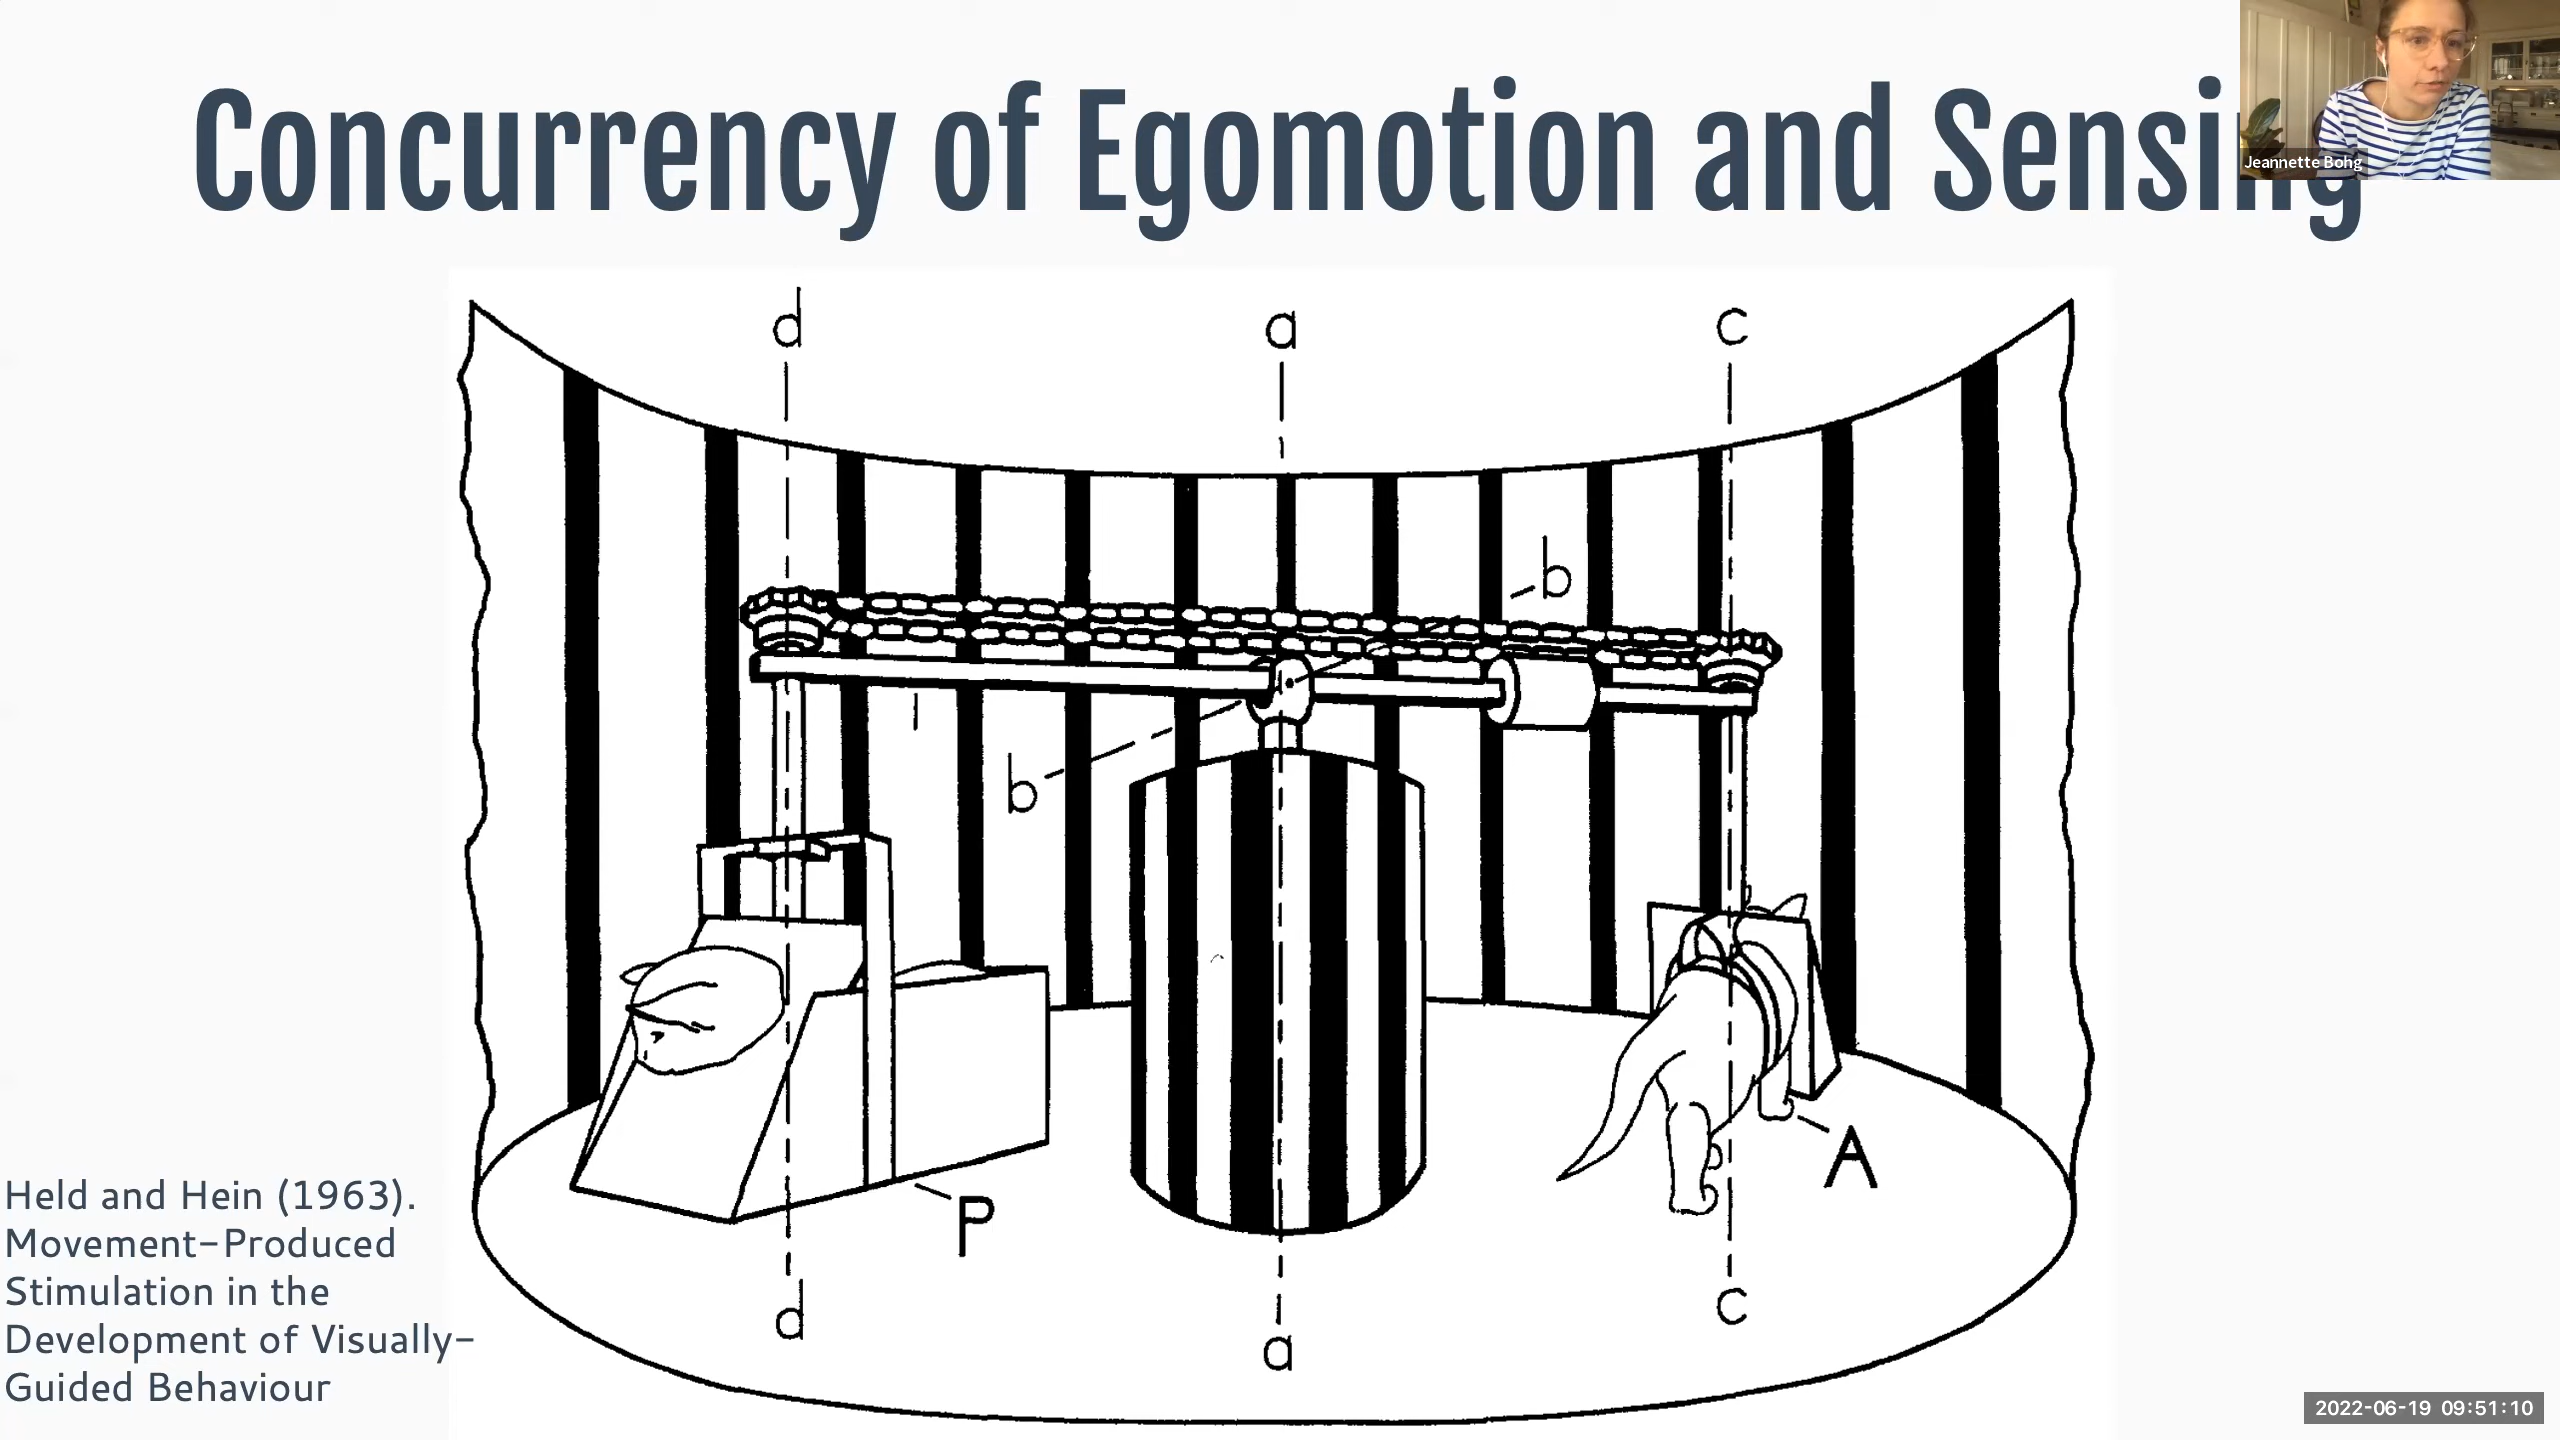 Concurrency of Egomotion and Sensing
Jeannette Bohg
d
a
c
b
b
A
P
d
a
c
Held and Hein (1963).
Movement-Produced
Stimulation in the
Development of Visually-
Guided Behaviour
2022-06-19 09:51:10